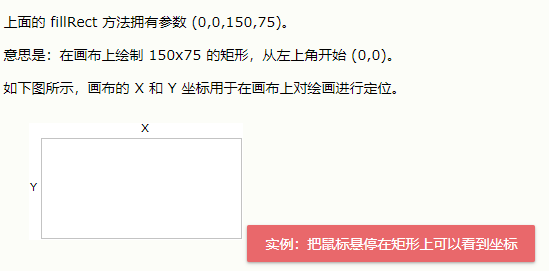 上面的 fillRect 方法拥有参数 (0,0,150,75)。
意思是：在画布上绘制 150x75 的矩形，从左上角开始 (0,0)。
如下图所示，画布的 X 和 Y 坐标用于在画布上对绘画进行定位。
X
Y
实例：把鼠标悬停在矩形上可以看到坐标